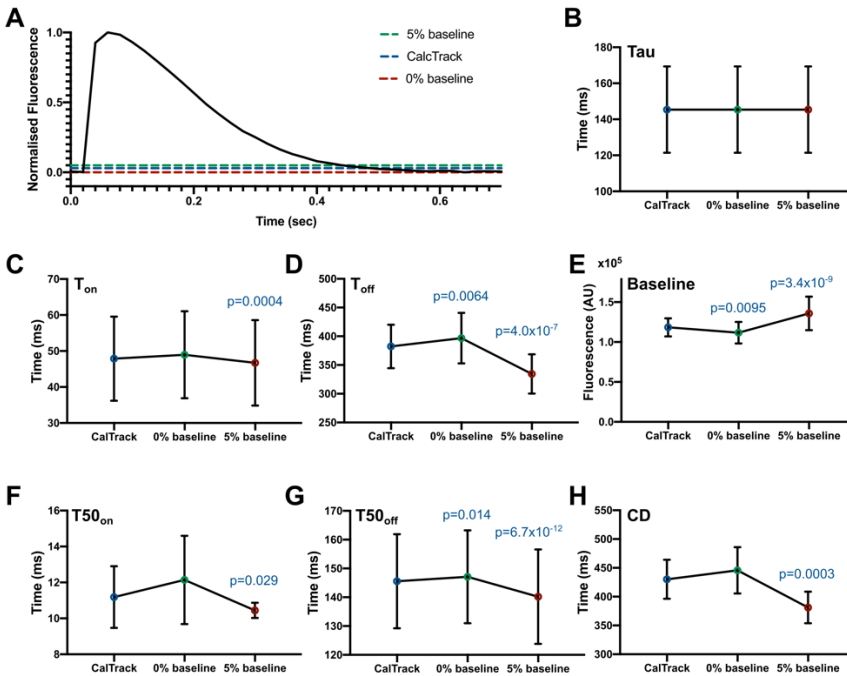 A
Normalised Fluorescence
1.0
0.5
0.0
0.0 0.2 0.4 0.6
Time (sec)
5% baseline
CalcTrack
0% baseline
B
Tau
Time (ms)
180
160
140
120
100
CalTrack 0% baseline 5% baseline
C
Ton
p=0.0004
Time (ms)
70
60
50
40
30
CalTrack 0% baseline 5% baseline
D
Toff
p=0.0064
p=4.0x10-7
Time (ms)
500
450
400
350
300
250
CalTrack 0% baseline 5% baseline
E
x10⁵
Baseline
p=3.4x10-9
p=0.0095
Fluorescence (AU)
1.5
1.0
0.5
0.0
CalTrack 0% baseline 5% baseline
F
T50on
p=0.029
Time (ms)
16
14
12
10
8
CalTrack 0% baseline 5% baseline
G
T50off
p=0.014
p=6.7x10-12
Time (ms)
170
160
150
140
130
120
CalTrack 0% baseline 5% baseline
H
CD
p=0.0003
Time (ms)
500
450
400
350
300
CalTrack 0% baseline 5% baseline